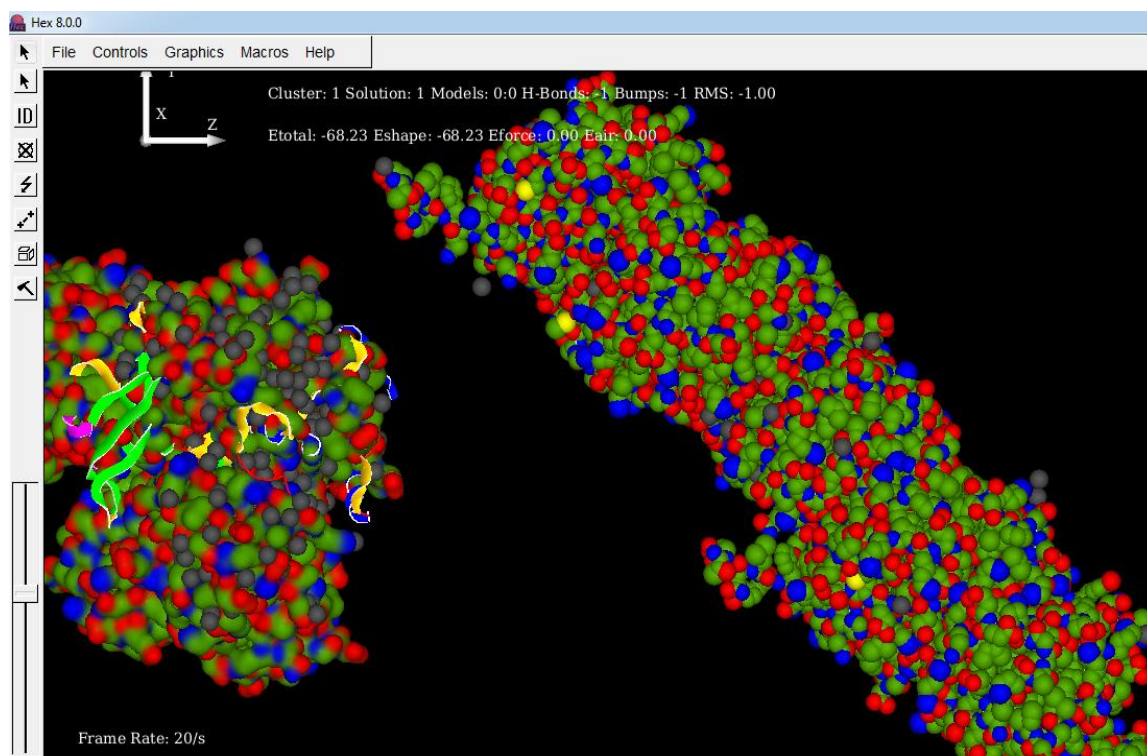 Hex 8.0.0
File Controls Graphics Macros Help
ID
X
Z
Cluster: 1 Solution: 1 Models: 0:0 H-Bonds: -1 Bumps: -1 RMS: -1.00
Etotal: -68.23 Eshape: -68.23 Eforce: 0.00 Eair: 0.00
Frame Rate: 20/s